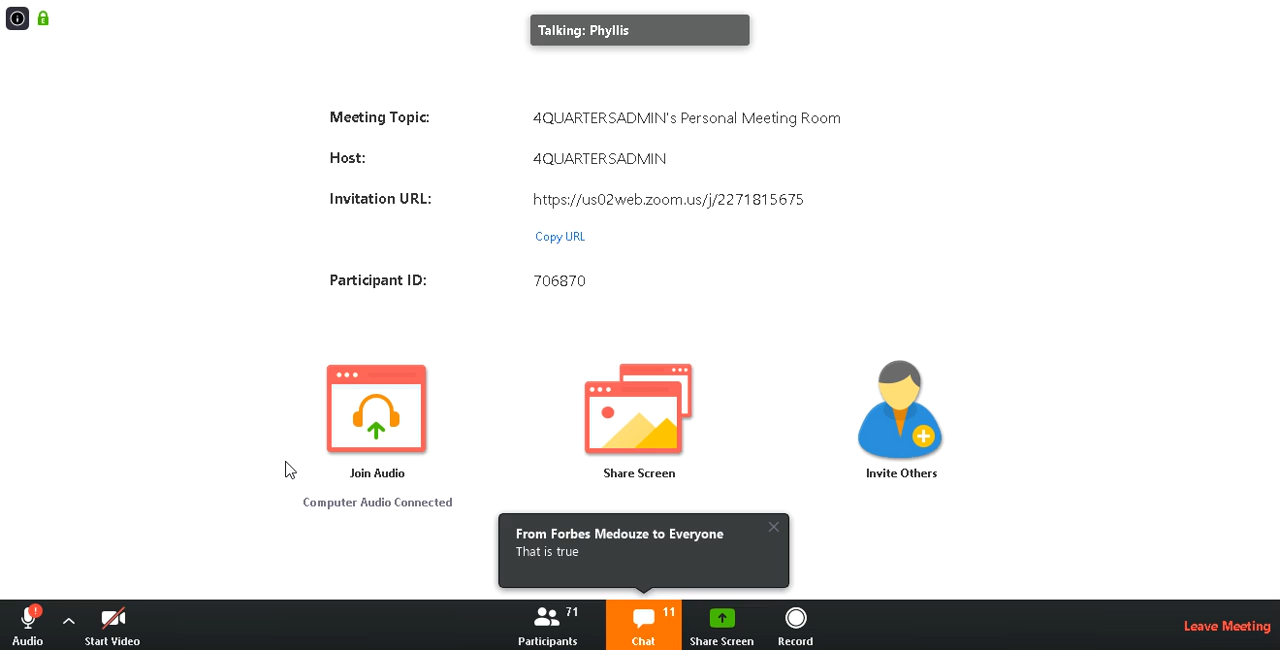 Talking: Phyllis
Meeting Topic: 4QUARTERSADMIN's Personal Meeting Room
Host: 4QUARTERSADMIN
Invitation URL: https://us02web.zoom.us/j/2271815675
Copy URL
Participant ID: 706870
Join Audio
Share Screen
Invite Others
Computer Audio Connected
From Forbes Medouze to Everyone
That is true
71
11
Audio
Start Video
Participants
Chat
Share Screen
Record
Leave Meeting